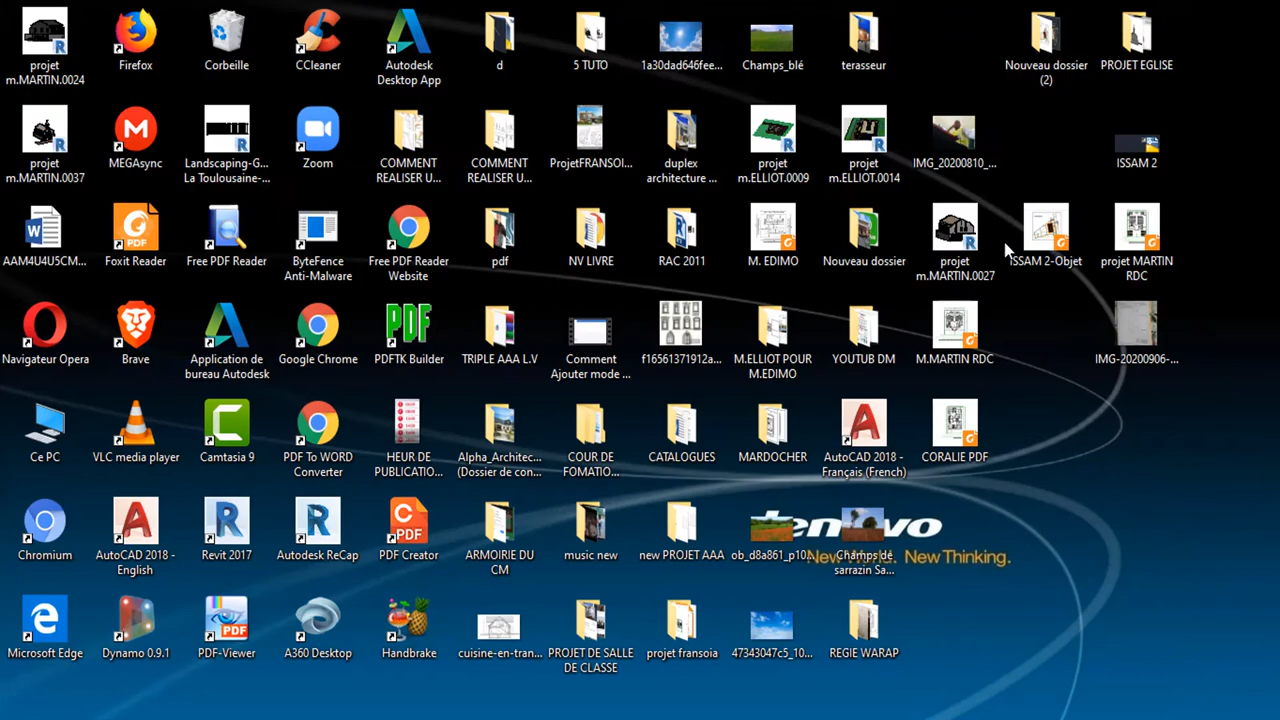 projet
m.MARTIN.0024
Firefox
Corbeille
CCleaner
Autodesk
Desktop App
d
5 TUTO
1a30dad646fee...
Champs_blé
terasseur
Nouveau dossier
(2)
PROJET EGLISE
projet
m.MARTIN.0037
MEGAsync
Landscaping-G...
La Toulousaine-...
Zoom
COMMENT
REALISER U...
COMMENT
REALISER U...
ProjetFRANSOI...
duplex
architecture ...
projet
m.ELLIOT.0009
projet
m.ELLIOT.0014
IMG_20200810_...
ISSAM 2
AAM4U4U5CM...
Foxit Reader
Free PDF Reader
ByteFence
Anti-Malware
Free PDF Reader
Website
pdf
NV LIVRE
RAC 2011
M. EDIMO
Nouveau dossier
projet
m.MARTIN.0027
ISSAM 2-Objet
projet MARTIN
RDC
Navigateur Opera
Brave
Application de
bureau Autodesk
Google Chrome
PDF
PDFTK Builder
TRIPLE AAA L.V
Comment
Ajouter mode ...
f16561371912a...
M.ELLIOT POUR
M.EDIMO
YOUTUB DM
M.MARTIN RDC
IMG-20200906-...
Ce PC
VLC media player
Camtasia 9
PDF To WORD
Converter
HEUR DE
PUBLICATIO...
Alpha_Architec...
(Dossier de con...
COUR DE
FOMATIO...
CATALOGUES
MARDOCHER
AutoCAD 2018 -
Français (French)
CORALIE PDF
Chromium
AutoCAD 2018 -
English
Revit 2017
Autodesk ReCap
PDF Creator
ARMOIRE DU
CM
music new
new PROJET AAA
ob_d8a861_p10...
Champs de
sarrazin Sa...
lenovo
New World. New Thinking.
Microsoft Edge
Dynamo 0.9.1
PDF-Viewer
A360 Desktop
Handbrake
cuisine-en-tran...
PROJET DE SALLE
DE CLASSE
projet fransoia
47343047c5_10...
REGIE WARAP